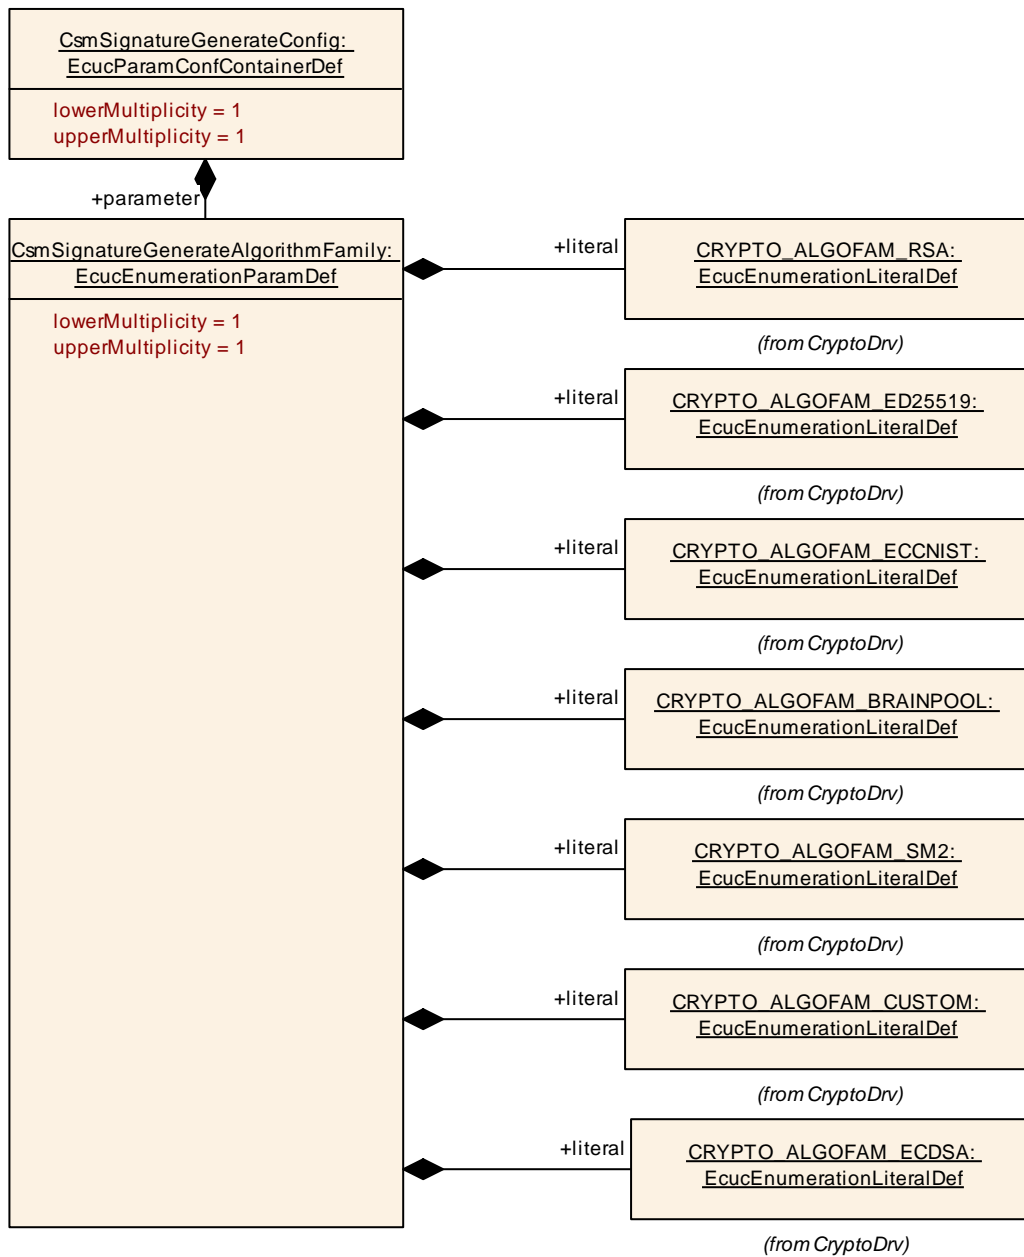 CsmSignatureGenerateConfig:
EcucParamConfContainerDef
lowerMultiplicity = 1
upperMultiplicity = 1
+parameter
CsmSignatureGenerateAlgorithmFamily:
EcucEnumerationParamDef
lowerMultiplicity = 1
upperMultiplicity = 1
+literal
CRYPTO_ALGOFAM_RSA:
EcucEnumerationLiteralDef
(from CryptoDrv)
+literal
CRYPTO_ALGOFAM_ED25519:
EcucEnumerationLiteralDef
(from CryptoDrv)
+literal
CRYPTO_ALGOFAM_ECCNIST:
EcucEnumerationLiteralDef
(from CryptoDrv)
+literal
CRYPTO_ALGOFAM_BRAINPOOL:
EcucEnumerationLiteralDef
(from CryptoDrv)
+literal
CRYPTO_ALGOFAM_SM2:
EcucEnumerationLiteralDef
(from CryptoDrv)
+literal
CRYPTO_ALGOFAM_CUSTOM:
EcucEnumerationLiteralDef
(from CryptoDrv)
+literal
CRYPTO_ALGOFAM_ECDSA:
EcucEnumerationLiteralDef
(from CryptoDrv)